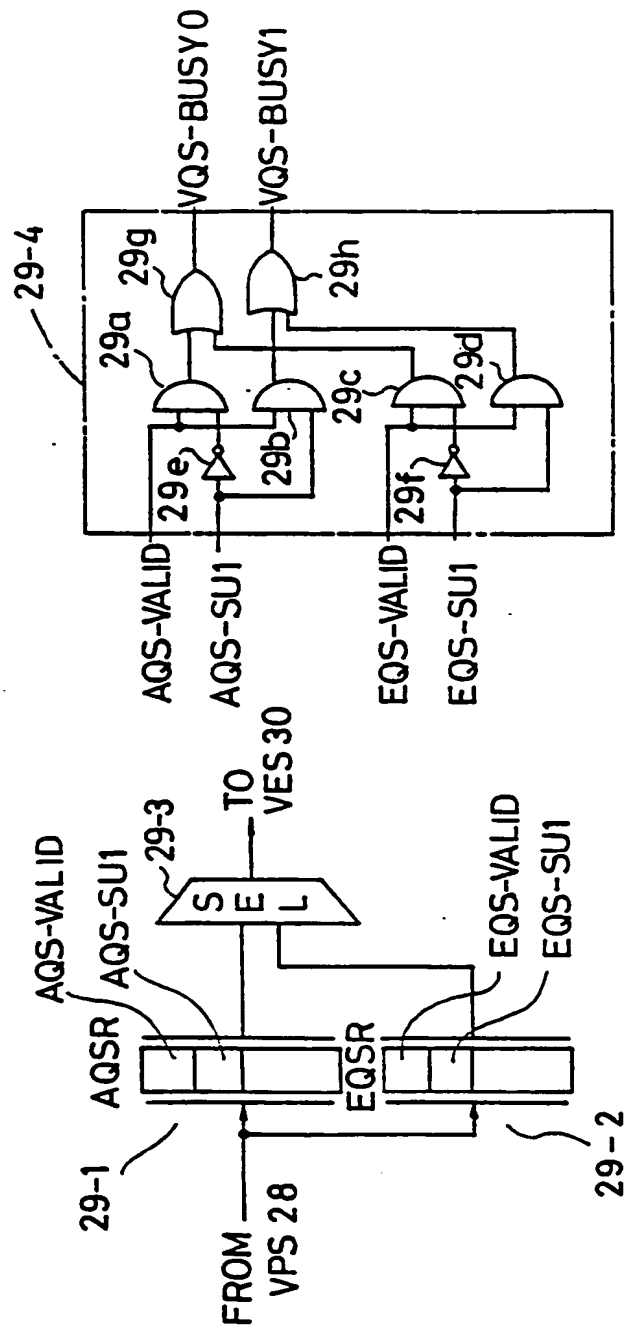 29-4
AQS-VALID
AQS-SU1
29e
29a
29b
29g
VQS-BUSY0
VQS-BUSY1
29h
EQS-VALID
EQS-SU1
29f
29c
29d
FROM
VPS 28
29-1
AQSR
AQS-VALID
AQS-SU1
29-3
SEL
TO
VES 30
EQSR
EQS-VALID
EQS-SU1
29-2